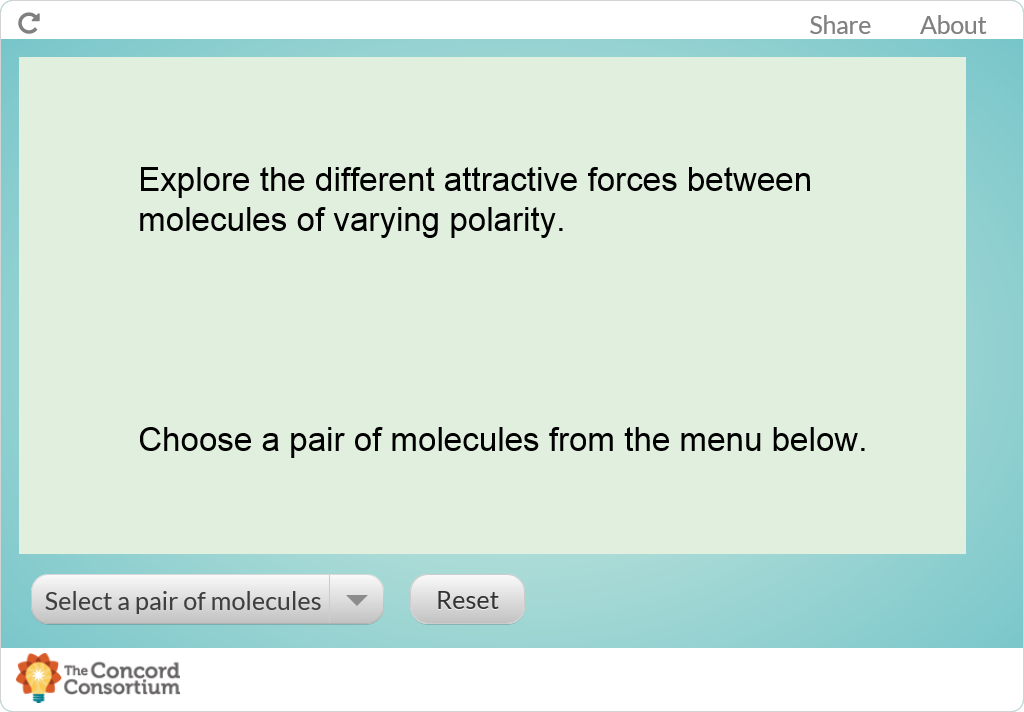 Share About
Explore the different attractive forces between
molecules of varying polarity.
Choose a pair of molecules from the menu below.
Select a pair of molecules
Reset
The Concord
Consortium